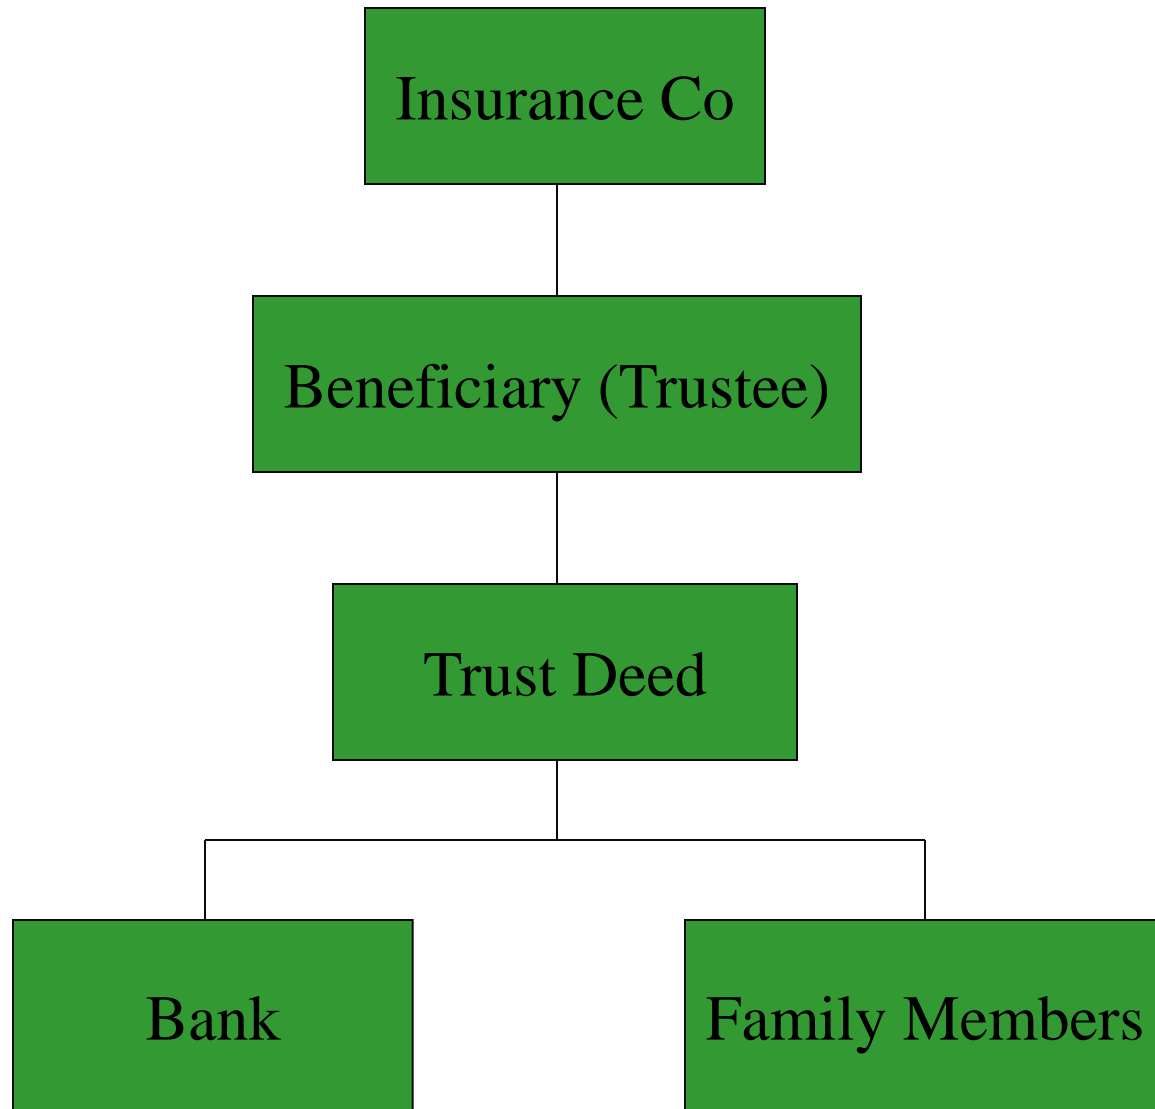 Insurance Co
Beneficiary (Trustee)
Trust Deed
Bank
Family Members